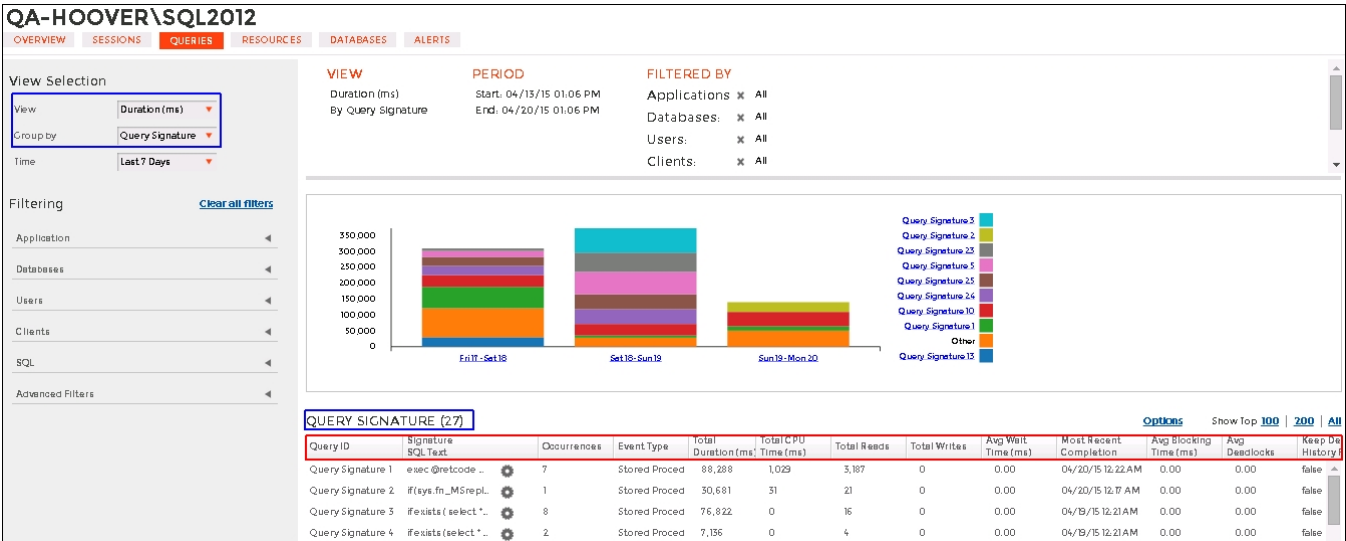 QA-HOOVER\SQL2012
OVERVIEW SESSIONS QUERIES RESOURCES DATABASES ALERTS
View Selection
View Duration (ms)
Group by Query Signature
Time Last 7 Days
Filtering Clear all filters
Application
Databases
Users
Clients
SQL
Advanced Filters
VIEW PERIOD FILTERED BY
Duration (ms) Start: 04/13/15 01:06 PM Applications x All
By Query Signature End: 04/20/15 01:06 PM Databases: x All
Users: x All
Clients: x All
350,000
300,000
250,000
200,000
150,000
100,000
50,000
0
Fri 17 - Sat 18 Sat 18 - Sun 19 Sun 19 - Mon 20
Query Signature 3
Query Signature 2
Query Signature 23
Query Signature 5
Query Signature 25
Query Signature 24
Query Signature 10
Query Signature 1
Other
Query Signature 13
QUERY SIGNATURE (27) Options Show Top 100 | 200 | All
Query ID Signature SQL Text Occurrences Event Type Total Duration (ms) Total CPU Time (ms) Total Reads Total Writes Avg Wait Time (ms) Most Recent Completion Avg Blocking Time (ms) Avg Deadlocks Keep De History
Query Signature 1 exec @retcode ... 7 Stored Proced 88,288 1,029 3,187 0 0.00 04/20/15 12:22 AM 0.00 0.00 false
Query Signature 2 if(sys.fn_MSrepl... 1 Stored Proced 30,681 31 21 0 0.00 04/20/15 12:17 AM 0.00 0.00 false
Query Signature 3 if exists ( select *... 8 Stored Proced 76,822 0 16 0 0.00 04/19/15 12:21 AM 0.00 0.00 false
Query Signature 4 if exists (select *... 2 Stored Proced 7,136 0 4 0 0.00 04/19/15 12:21 AM 0.00 0.00 false